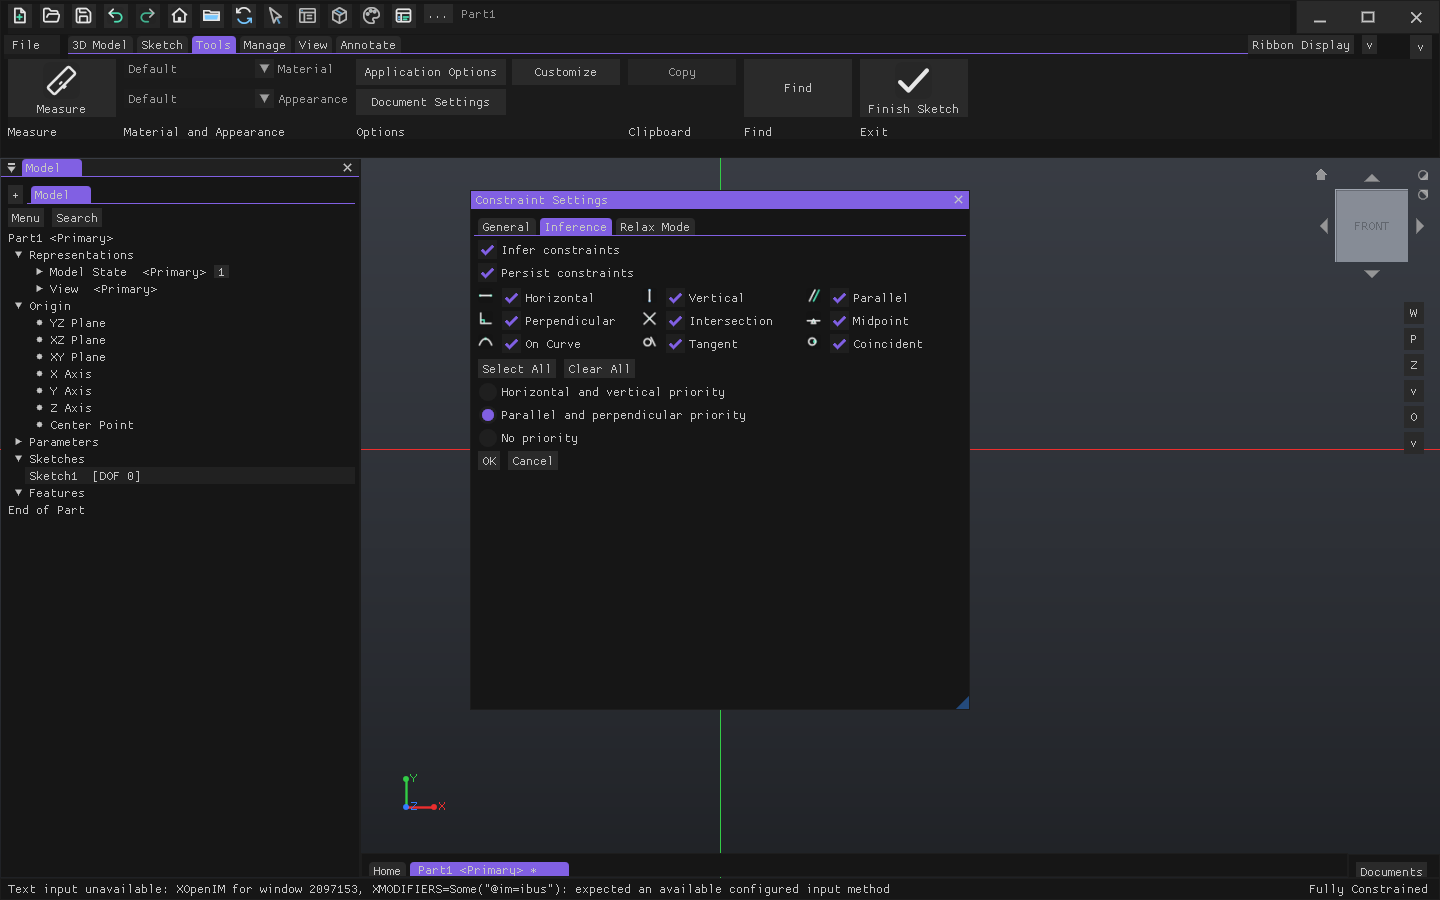 ... Part1
File 3D Model Sketch Tools Manage View Annotate Ribbon Display v v
Measure
Default Material
Default Appearance
Application Options
Document Settings
Customize
Copy
Find
Finish Sketch
Measure Material and Appearance Options Clipboard Find Exit
Model
+ Model
Menu Search
Part1 <Primary>
Representations
Model State <Primary> 1
View <Primary>
Origin
YZ Plane
XZ Plane
XY Plane
X Axis
Y Axis
Z Axis
Center Point
Parameters
Sketches
Sketch1 [DOF 0]
Features
End of Part
Constraint Settings
General Inference Relax Mode
Infer constraints
Persist constraints
Horizontal Vertical Parallel
Perpendicular Intersection Midpoint
On Curve Tangent Coincident
Select All Clear All
Horizontal and vertical priority
Parallel and perpendicular priority
No priority
OK Cancel
FRONT
W
P
Z
v
O
v
Y
Z X
Home Part1 <Primary> *
Documents
Text input unavailable: XOpenIM for window 2097153, XMODIFIERS=Some("@im=ibus"): expected an available configured input method
Fully Constrained